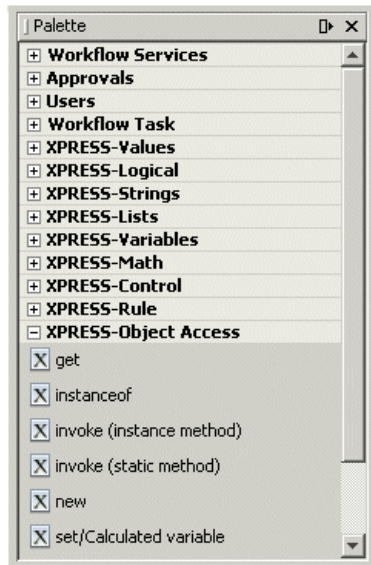 Palette
Workflow Services
Approvals
Users
Workflow Task
XPRESS-Values
XPRESS-Logical
XPRESS-Strings
XPRESS-Lists
XPRESS-Variables
XPRESS-Math
XPRESS-Control
XPRESS-Rule
XPRESS-Object Access
X get
X instanceof
X invoke (instance method)
X invoke (static method)
X new
X set/Calculated variable